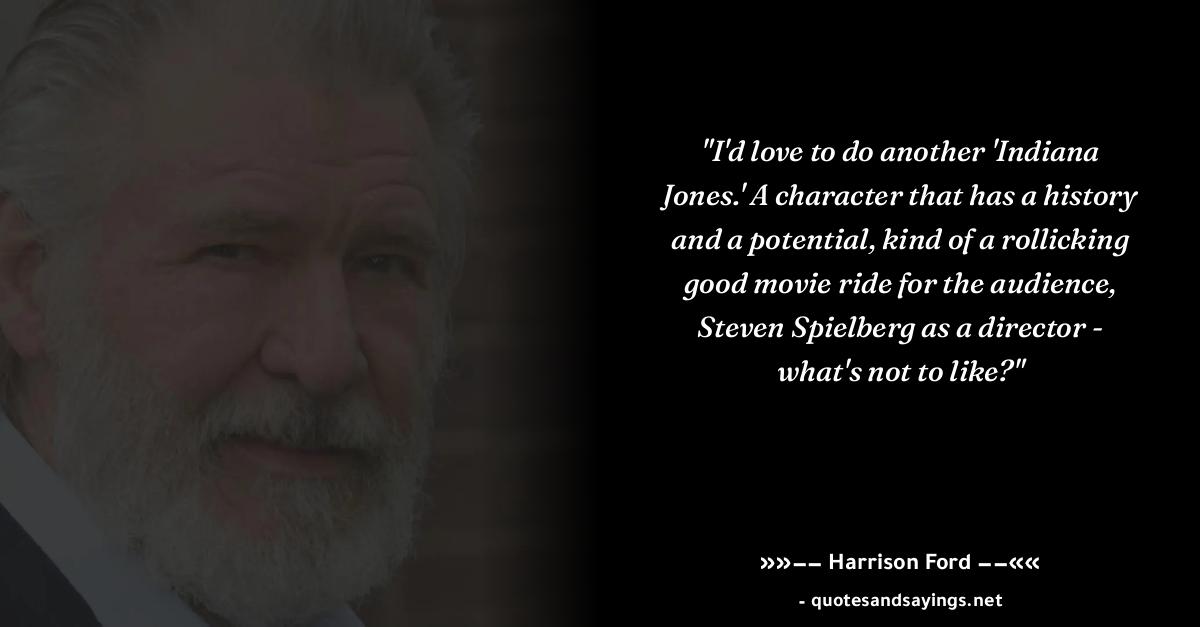 "I'd love to do another 'Indiana
Jones.' A character that has a history
and a potential, kind of a rollicking
good movie ride for the audience,
Steven Spielberg as a director -
what's not to like?"
»»–– Harrison Ford ––««
- quotesandsayings.net